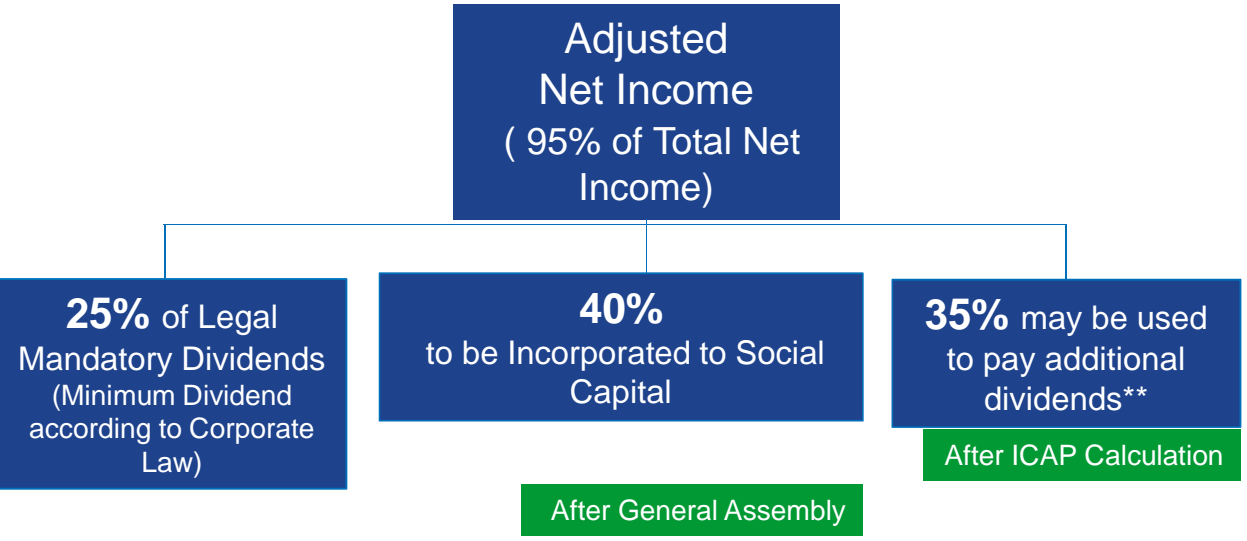 Adjusted
Net Income
( 95% of Total Net
Income)
25% of Legal
Mandatory Dividends
(Minimum Dividend
according to Corporate
Law)
40%
to be Incorporated to Social
Capital
35% may be used
to pay additional
dividends**
After ICAP Calculation
After General Assembly